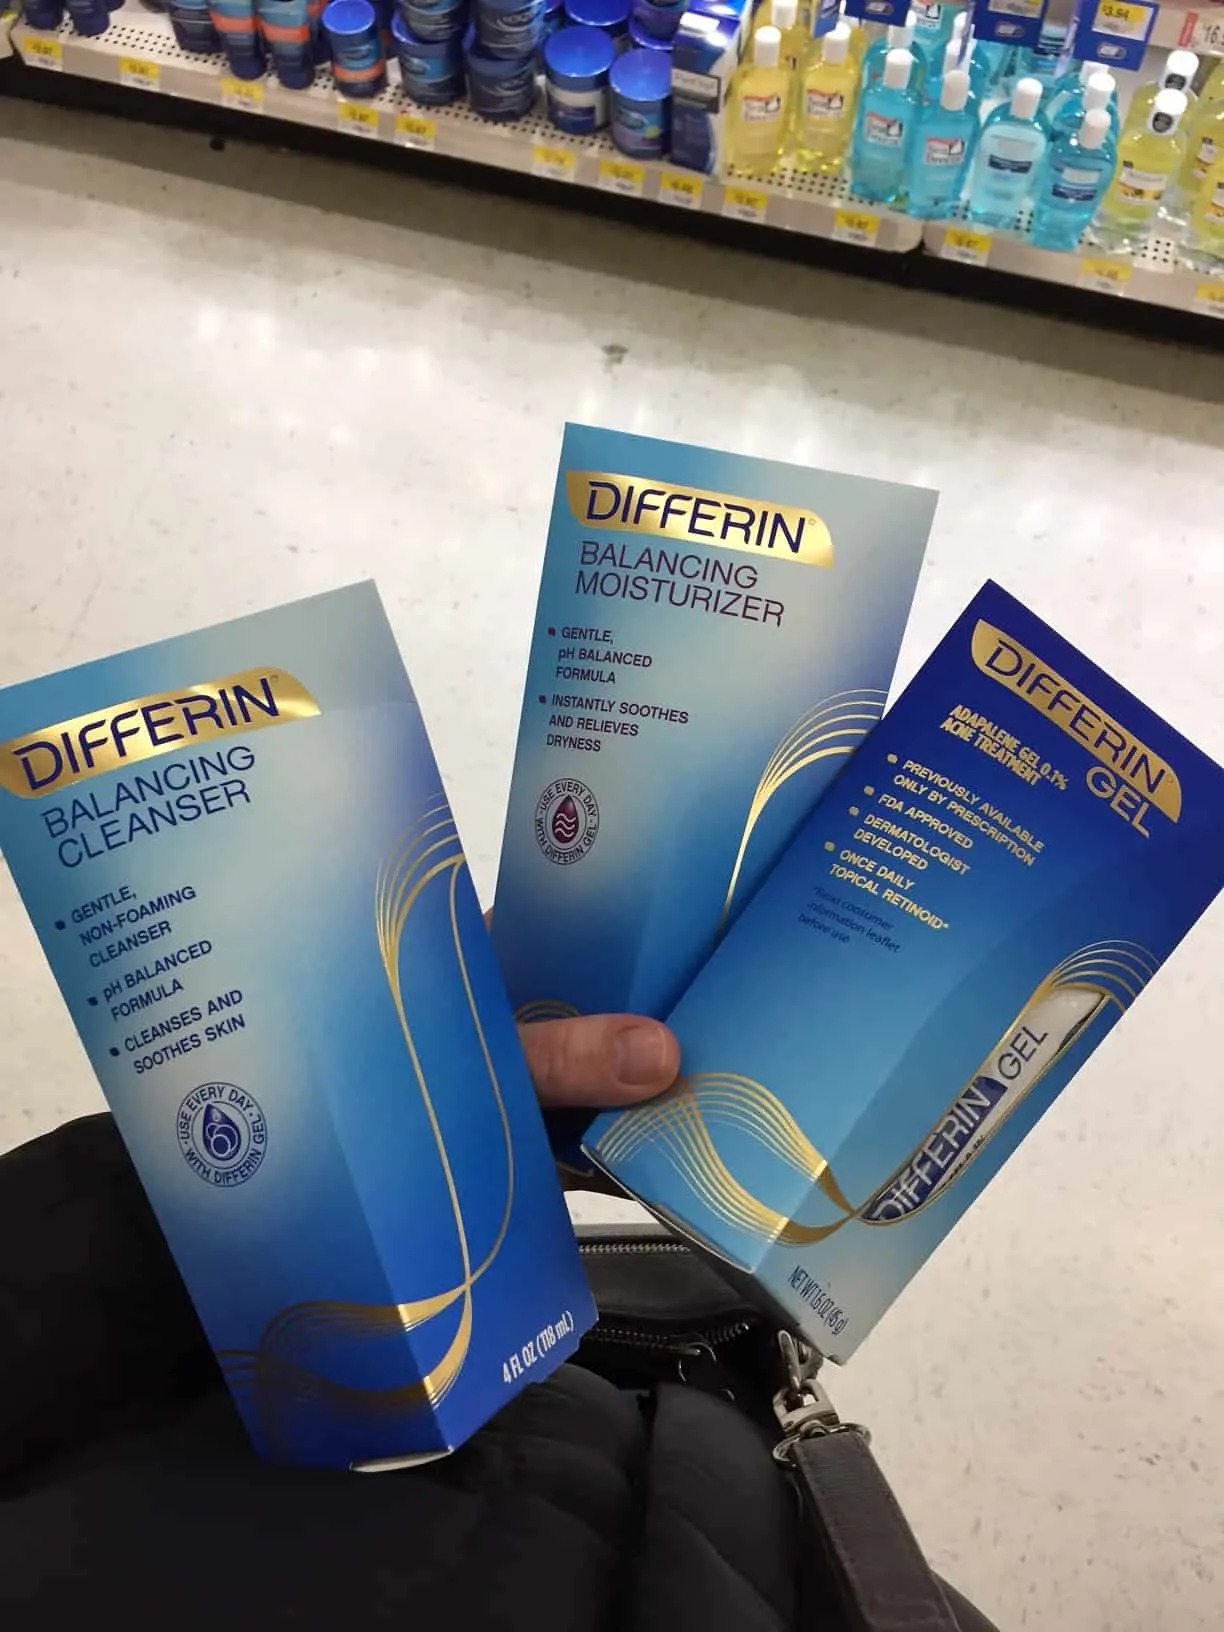 $3.94
DIFFERIN
BALANCING
CLEANSER
GENTLE,
NON-FOAMING
CLEANSER
pH BALANCED
FORMULA
CLEANSES AND
SOOTHES SKIN
USE EVERY DAY
WITH DIFFERIN GEL
4 FL OZ (118 mL)
DIFFERIN
BALANCING
MOISTURIZER
GENTLE,
pH BALANCED
FORMULA
INSTANTLY SOOTHES
AND RELIEVES
DRYNESS
USE EVERY DAY
WITH DIFFERIN GEL
DIFFERIN
GEL
ADAPALENE GEL 0.1%
ACNE TREATMENT
PREVIOUSLY AVAILABLE
ONLY BY PRESCRIPTION
FDA APPROVED
DERMATOLOGIST
DEVELOPED
ONCE DAILY
TOPICAL RETINOID*
*Read consumer
information leaflet
before use
DIFFERIN GEL
NET WT 1.6 OZ (45 g)